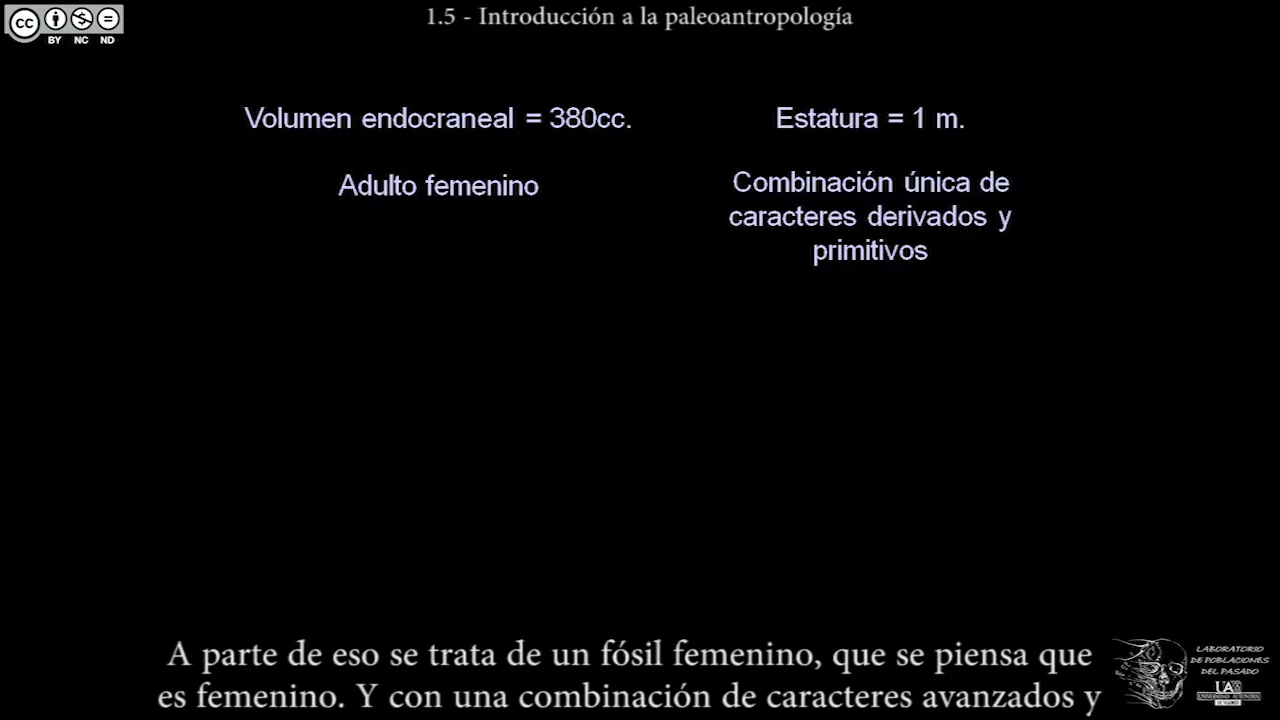 1.5 - Introducción a la paleoantropología
cc
BY NC ND
Volumen endocraneal = 380cc.
Estatura = 1 m.
Adulto femenino
Combinación única de
caracteres derivados y
primitivos
A parte de eso se trata de un fósil femenino, que se piensa que
es femenino. Y con una combinación de caracteres avanzados y
LABORATORIO
DE POBLACIONES
DEL PASADO